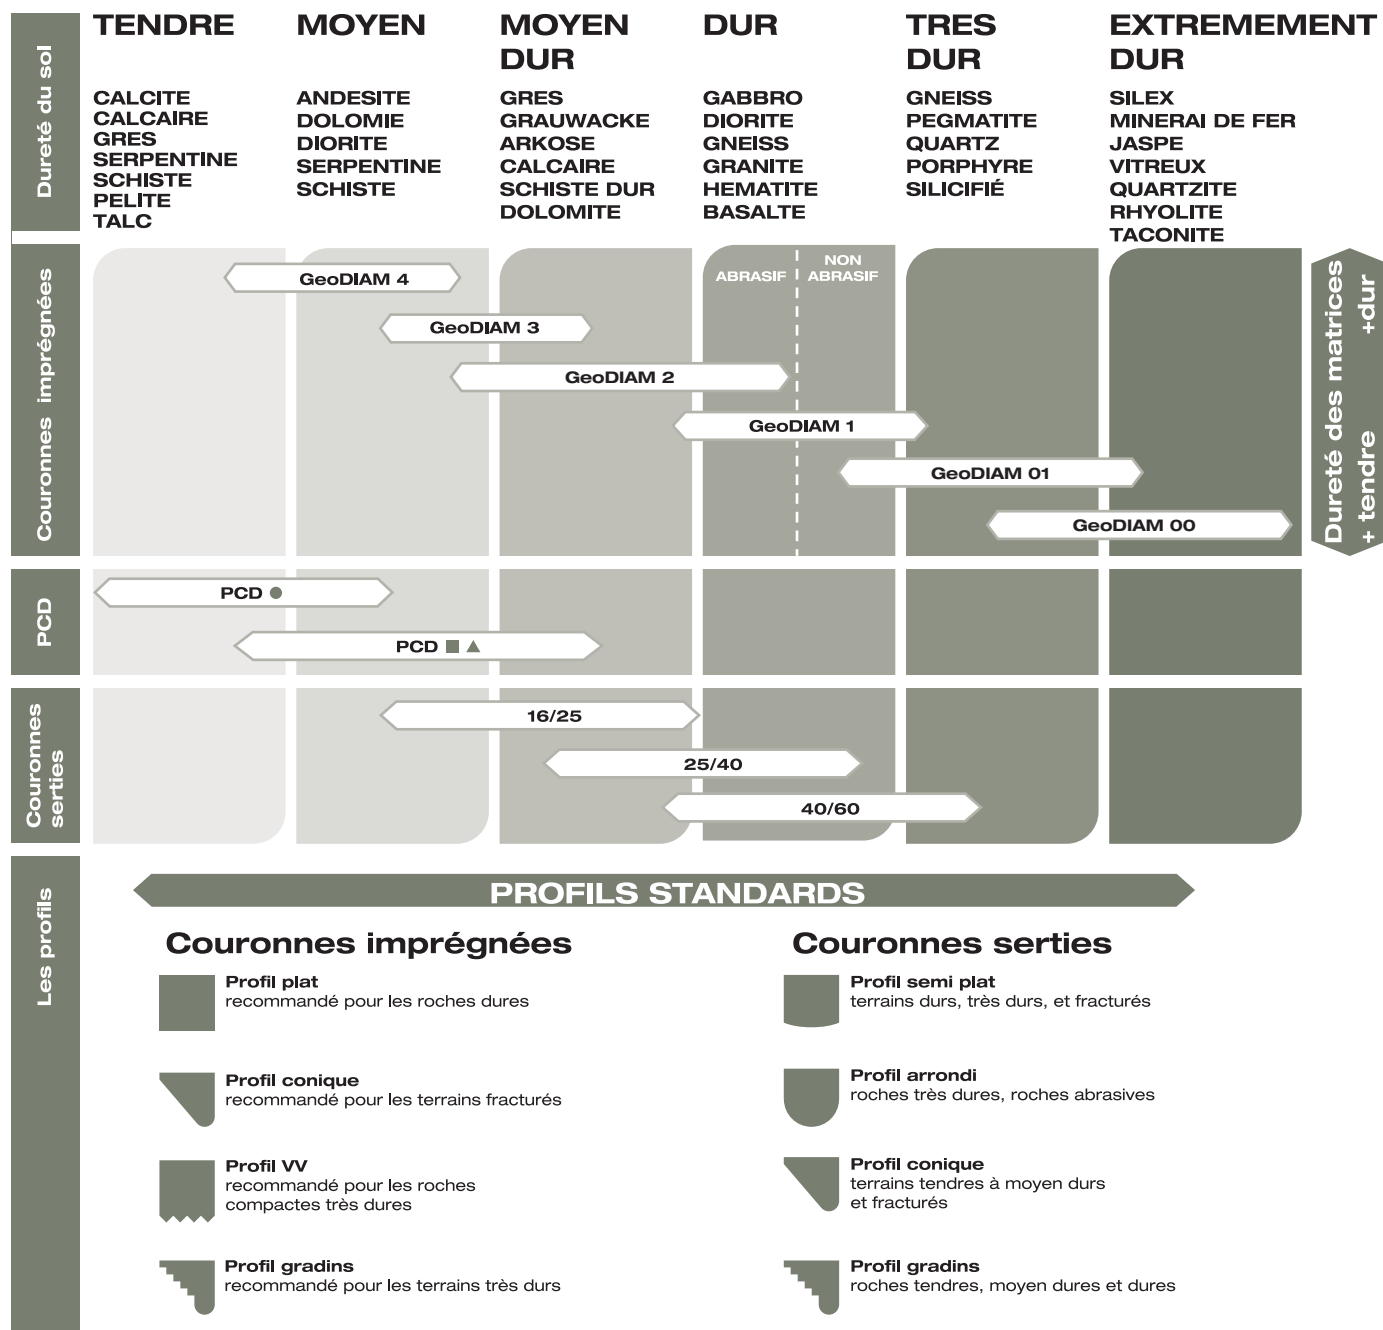 Dureté du sol
TENDRE
CALCITE
CALCAIRE
GRES
SERPENTINE
SCHISTE
PELITE
TALC
MOYEN
ANDESITE
DOLOMIE
DIORITE
SERPENTINE
SCHISTE
MOYEN
DUR
GRES
GRAUWACKE
ARKOSE
CALCAIRE
SCHISTE DUR
DOLOMITE
DUR
GABBRO
DIORITE
GNEISS
GRANITE
HEMATITE
BASALTE
TRES
DUR
GNEISS
PEGMATITE
QUARTZ
PORPHYRE
SILICIFIÉ
EXTREMEMENT
DUR
SILEX
MINERAI DE FER
JASPE
VITREUX
QUARTZITE
RHYOLITE
TACONITE
Couronnes imprégnées
ABRASIF
NON
ABRASIF
GeoDIAM 4
GeoDIAM 3
GeoDIAM 2
GeoDIAM 1
GeoDIAM 01
GeoDIAM 00
Dureté des matrices
+ tendre +dur
PCD
PCD
PCD
Couronnes
serties
16/25
25/40
40/60
Les profils
PROFILS STANDARDS
Couronnes imprégnées
Profil plat
recommandé pour les roches dures
Profil conique
recommandé pour les terrains fracturés
Profil VV
recommandé pour les roches
compactes très dures
Profil gradins
recommandé pour les terrains très durs
Couronnes serties
Profil semi plat
terrains durs, très durs, et fracturés
Profil arrondi
roches très dures, roches abrasives
Profil conique
terrains tendres à moyen durs
et fracturés
Profil gradins
roches tendres, moyen dures et dures